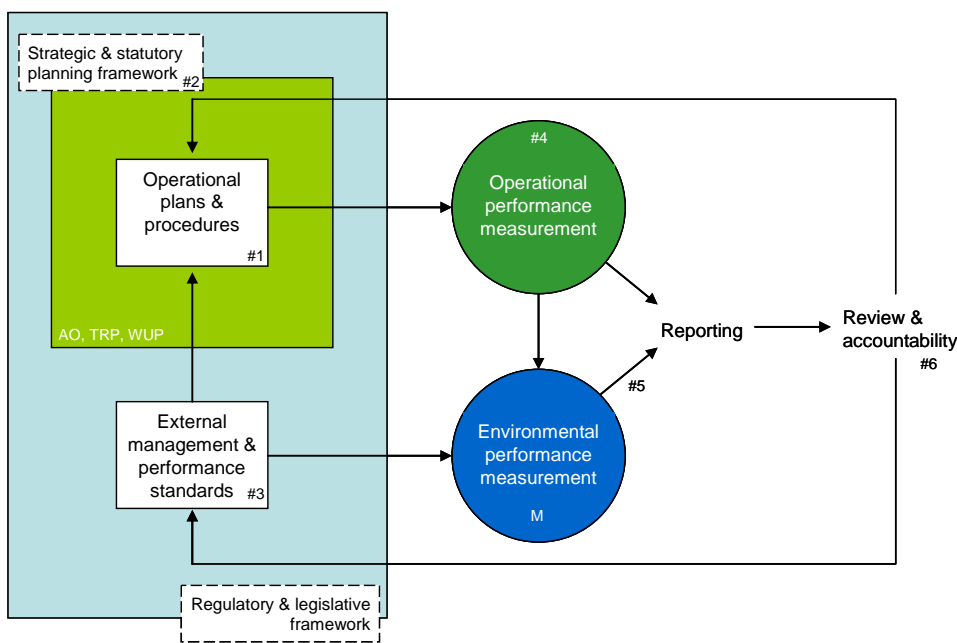 Strategic & statutory
planning framework
#2
Operational
plans &
procedures
#1
AO, TRP, WUP
External
management &
performance
standards
#3
Regulatory & legislative
framework
#4
Operational
performance
measurement
Environmental
performance
measurement
M
Reporting
#5
Review &
accountability
#6